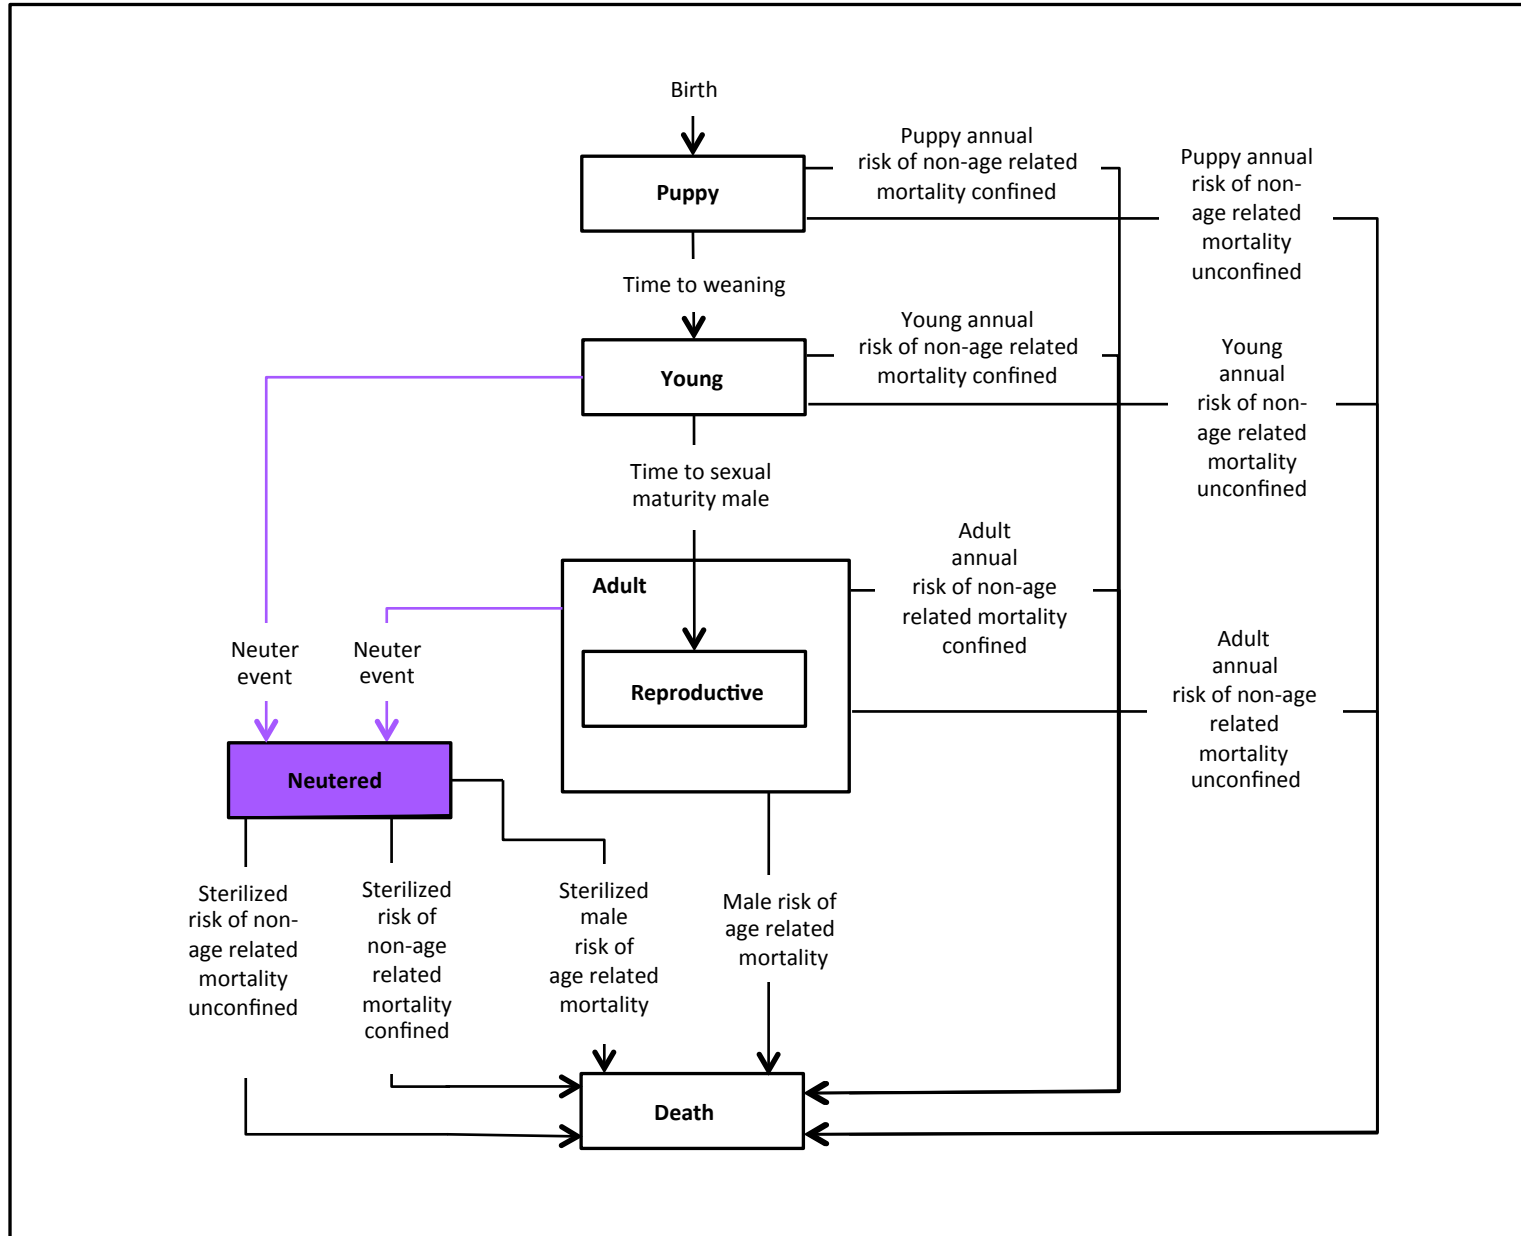 Birth
Puppy annual
risk of non-age related
mortality confined
Puppy annual
risk of non-
age related
mortality
unconfined
Puppy
Time to weaning
Young annual
risk of non-age related
mortality confined
Young
annual
risk of non-
age related
mortality
unconfined
Young
Time to sexual
maturity male
Adult
annual
risk of non-age
related mortality
confined
Adult
Reproductive
Adult
annual
risk of non-age
related
mortality
unconfined
Neuter
event
Neuter
event
Neutered
Sterilized
risk of non-
age related
mortality
unconfined
Sterilized
risk of
non-age
related
mortality
confined
Sterilized
male
risk of
age related
mortality
Male risk of
age related
mortality
Death